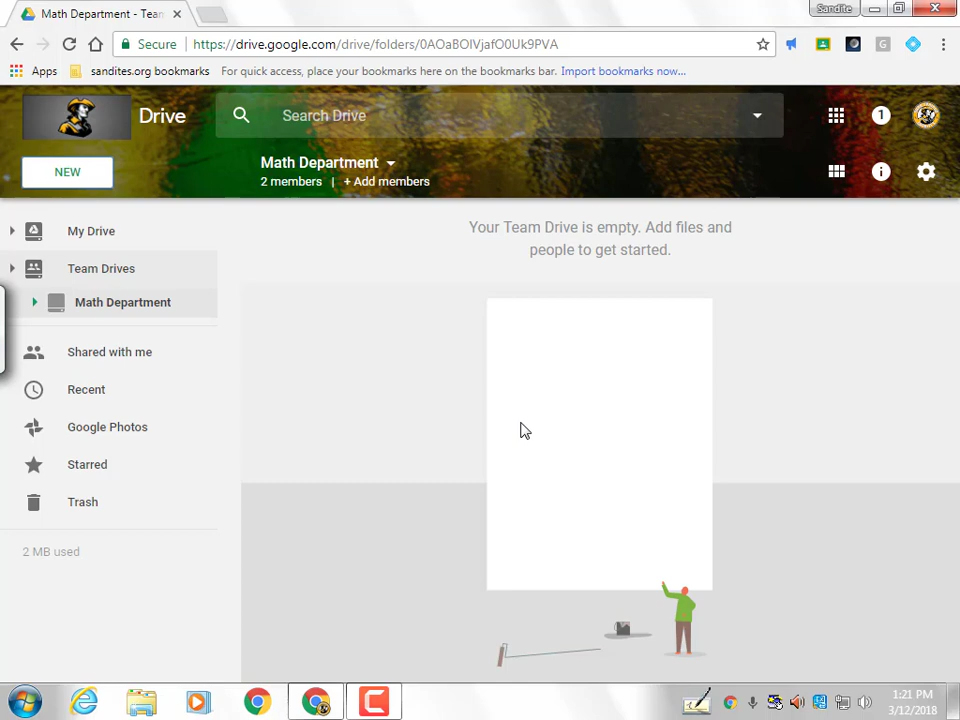 Math Department - Tean
Sandite
Secure
https://drive.google.com/drive/folders/0AOaBOIVjafO0Uk9PVA
Apps
sandites.org bookmarks
For quick access, place your bookmarks here on the bookmarks bar.
Import bookmarks now...
Drive
Search Drive
1
NEW
Math Department
2 members | + Add members
My Drive
Team Drives
Math Department
Shared with me
Recent
Google Photos
Starred
Trash
2 MB used
Your Team Drive is empty. Add files and
people to get started.
1:21 PM
3/12/2018